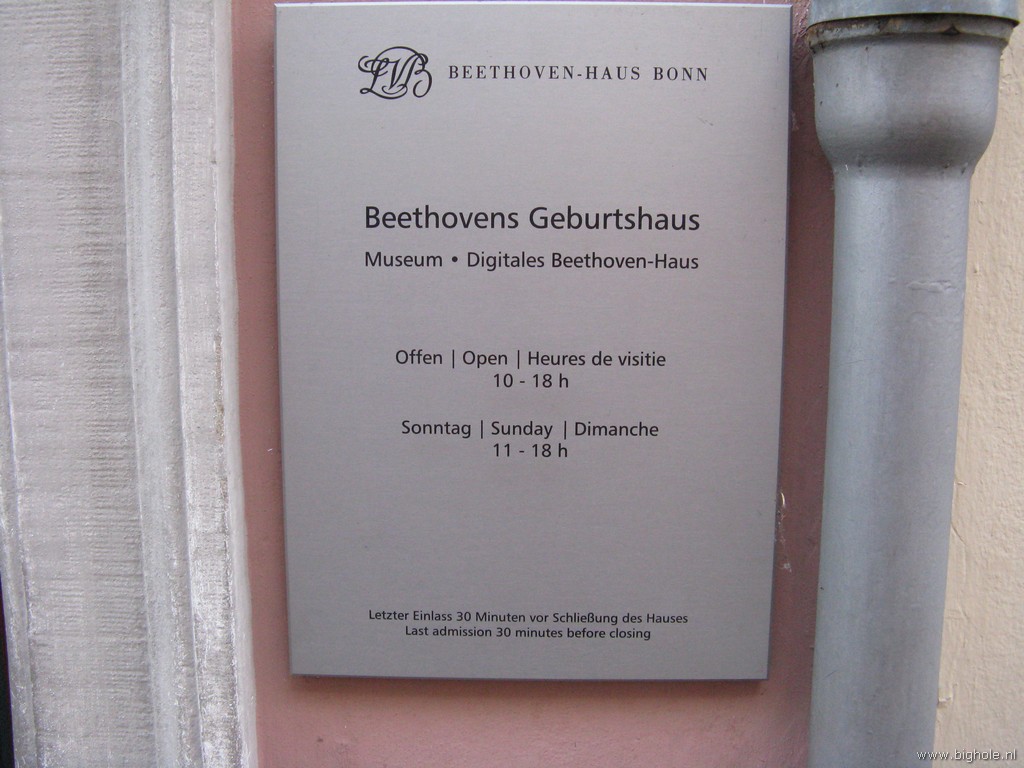 LVB BEETHOVEN-HAUS BONN
Beethovens Geburtshaus
Museum • Digitales Beethoven-Haus
Offen | Open | Heures de visitie
10 - 18 h
Sonntag | Sunday | Dimanche
11 - 18 h
Letzter Einlass 30 Minuten vor Schließung des Hauses
Last admission 30 minutes before closing
www.bighole.nl